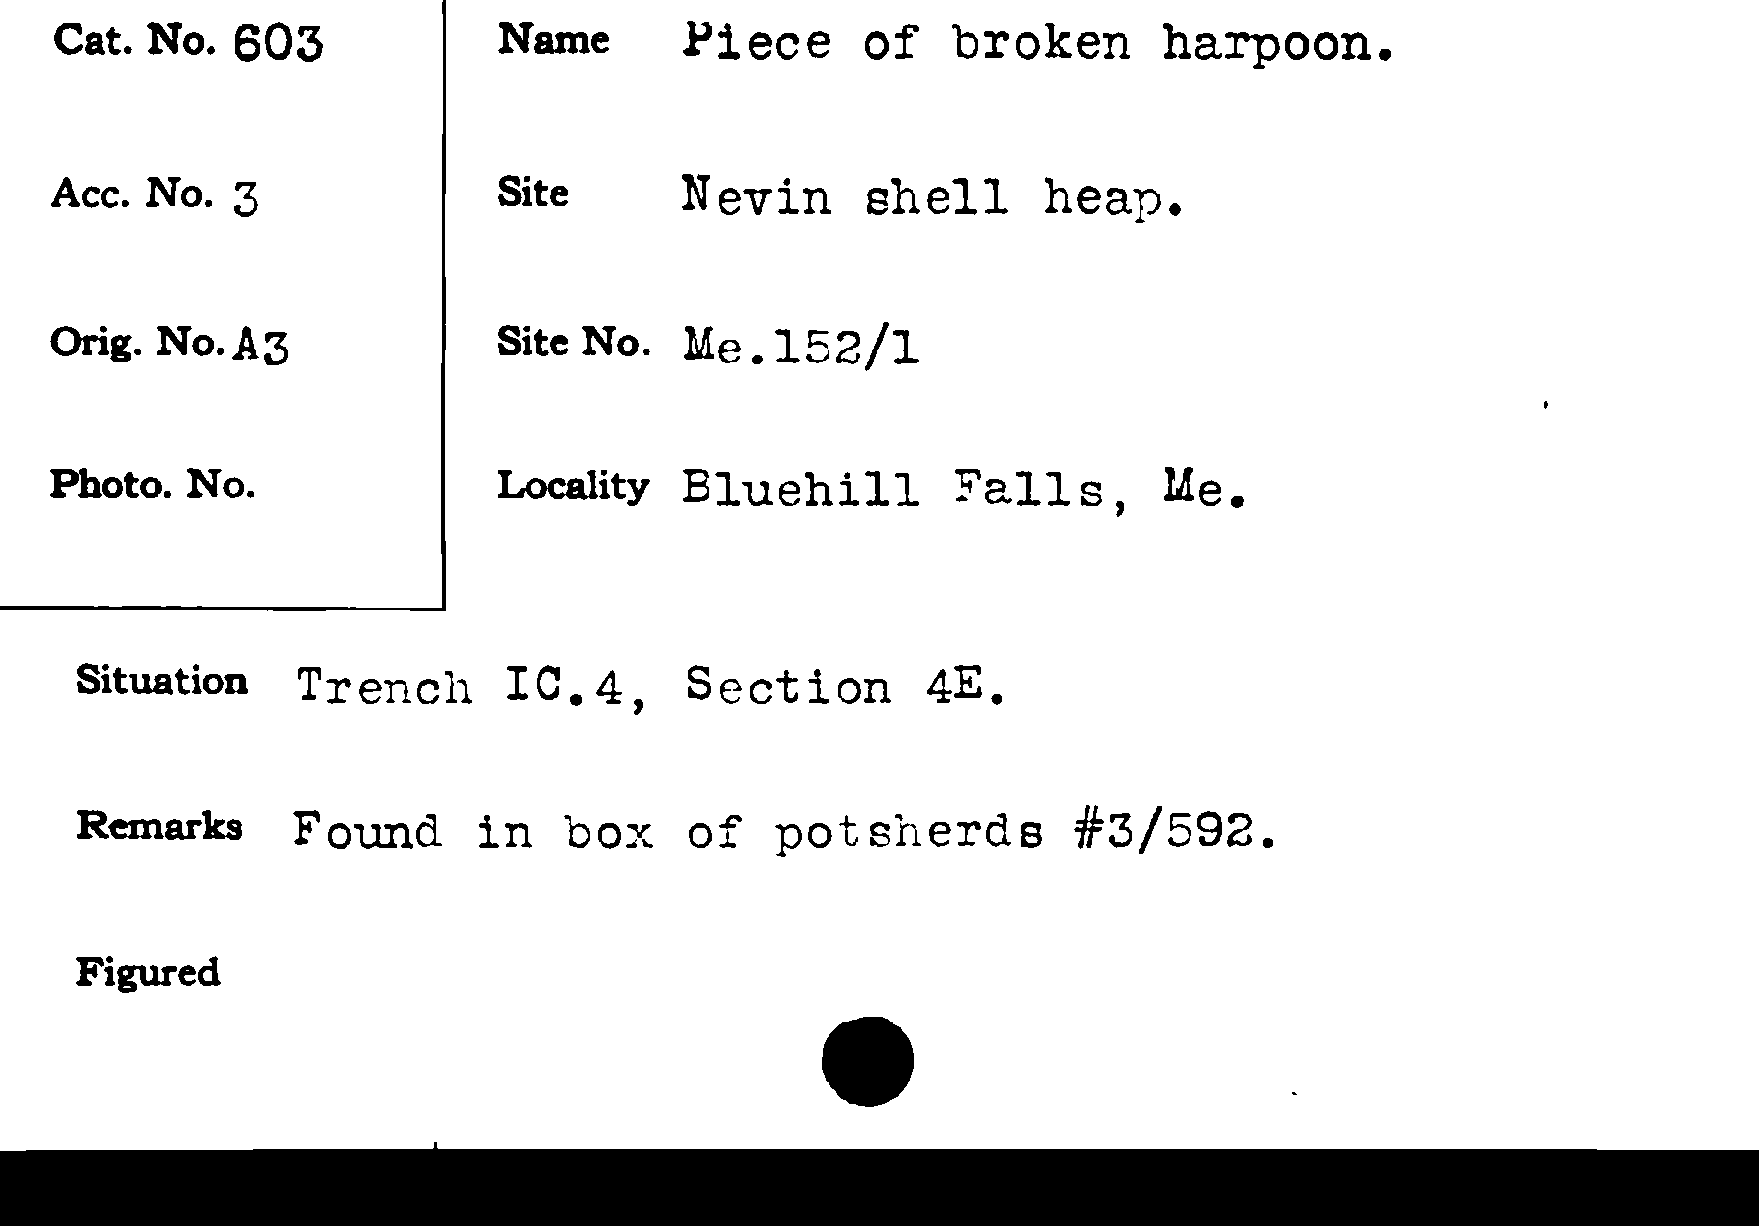 Cat. No. 603
Name Piece of broken harpoon.
Acc. No. 3
Site Nevin shell heap.
Orig. No. A3
Site No. Me.152/1
Photo. No.
Locality Bluehill Falls, Me.
Situation Trench IC.4, Section 4E.
Remarks Found in box of potsherds #3/592.
Figured